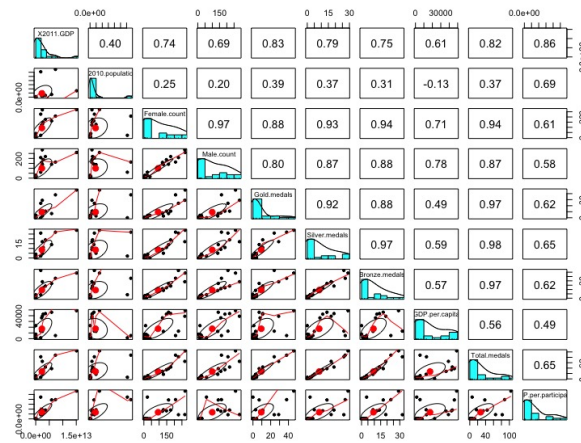 0.0e+00 0 150 0 15 30 0 30000 0.0e+00
X2011.GDP 0.40 0.74 0.69 0.83 0.79 0.75 0.61 0.82 0.86
0.25 0.20 0.39 0.37 0.31 -0.13 0.37 0.69
0.0e+00
Female.count 0.97 0.88 0.93 0.94 0.71 0.94 0.61
0 200 Male.count 0.80 0.87 0.88 0.78 0.87 0.58
Gold.medals 0.92 0.88 0.49 0.97 0.62
0 15 Silver.medals 0.97 0.59 0.98 0.65
Bronze.medals 0.57 0.97 0.62
0 40000 GDP.per.capita 0.56 0.49
Total.medals 0.65
0.0e+00 P.per.participa
0.0e+00 1.5e+13 0 150 0 20 40 0 15 30 0 40 100